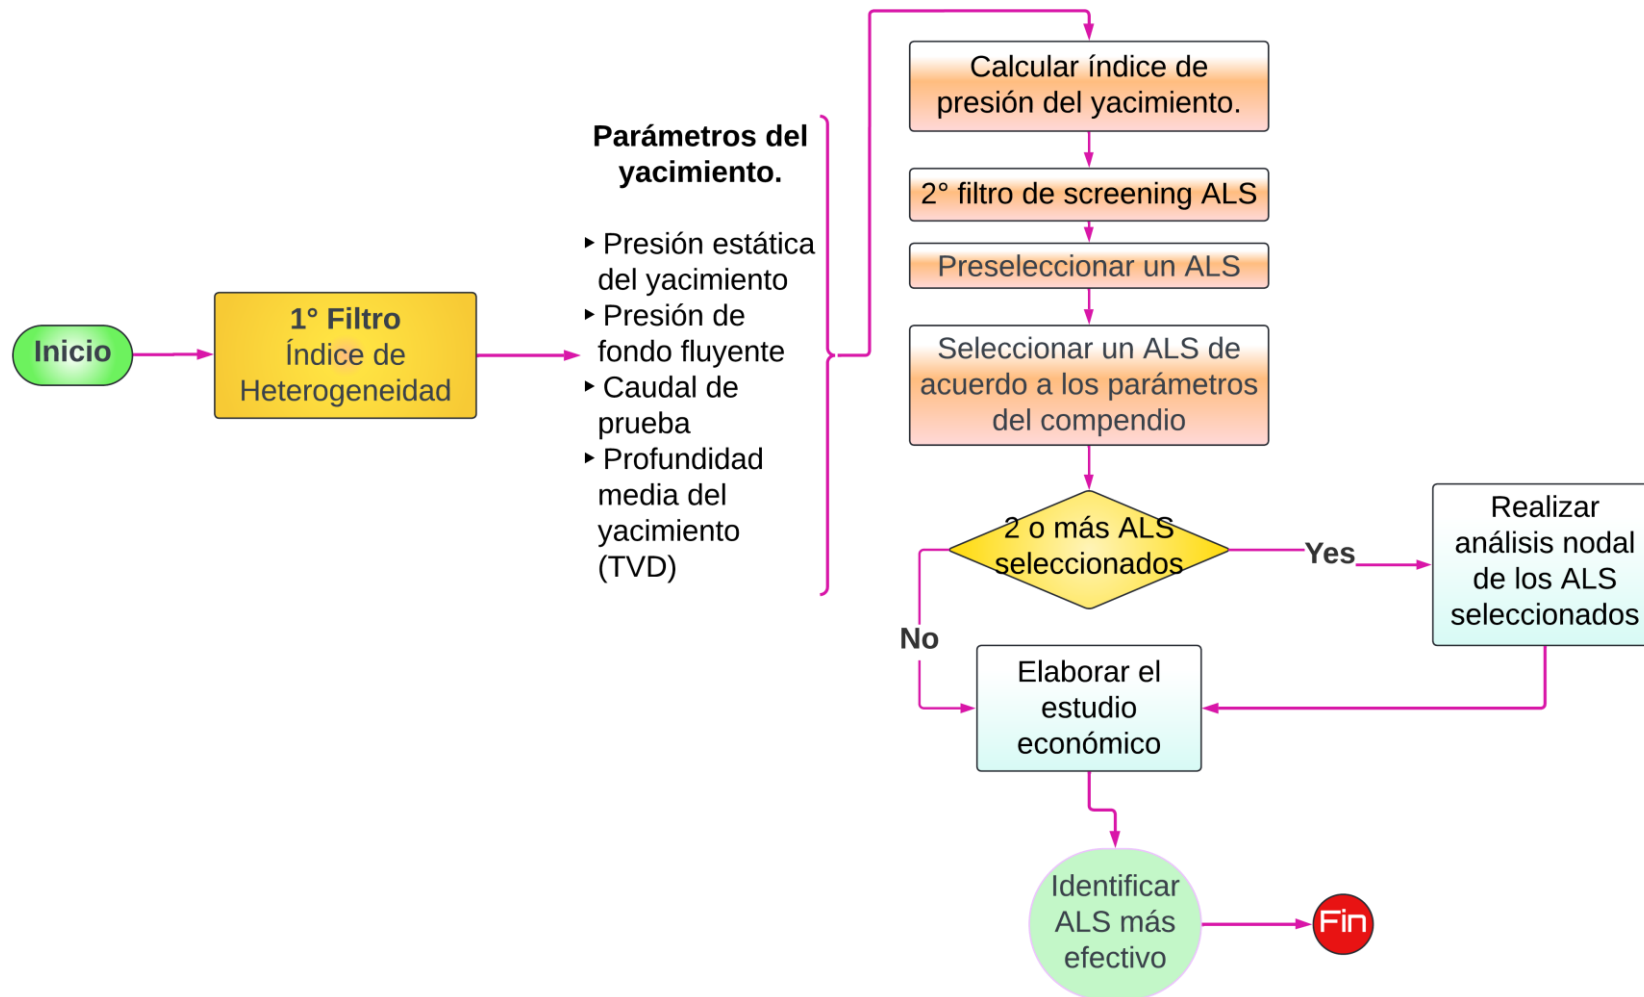 Inicio
1° Filtro
Índice de
Heterogeneidad
Parámetros del
yacimiento.
‣ Presión estática
del yacimiento
‣ Presión de
fondo fluyente
‣ Caudal de
prueba
‣ Profundidad
media del
yacimiento
(TVD)
Calcular índice de
presión del yacimiento.
2° filtro de screening ALS
Preseleccionar un ALS
Seleccionar un ALS de
acuerdo a los parámetros
del compendio
2 o más ALS
seleccionados
Yes
Realizar
análisis nodal
de los ALS
seleccionados
No
Elaborar el
estudio
económico
Identificar
ALS más
efectivo
Fin